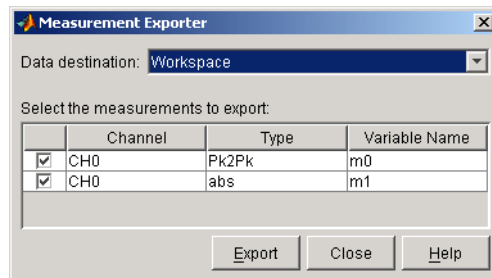 Measurement Exporter
Data destination: Workspace
Select the measurements to export:
Channel Type Variable Name
CH0 Pk2Pk m0
CH0 abs m1
Export Close Help